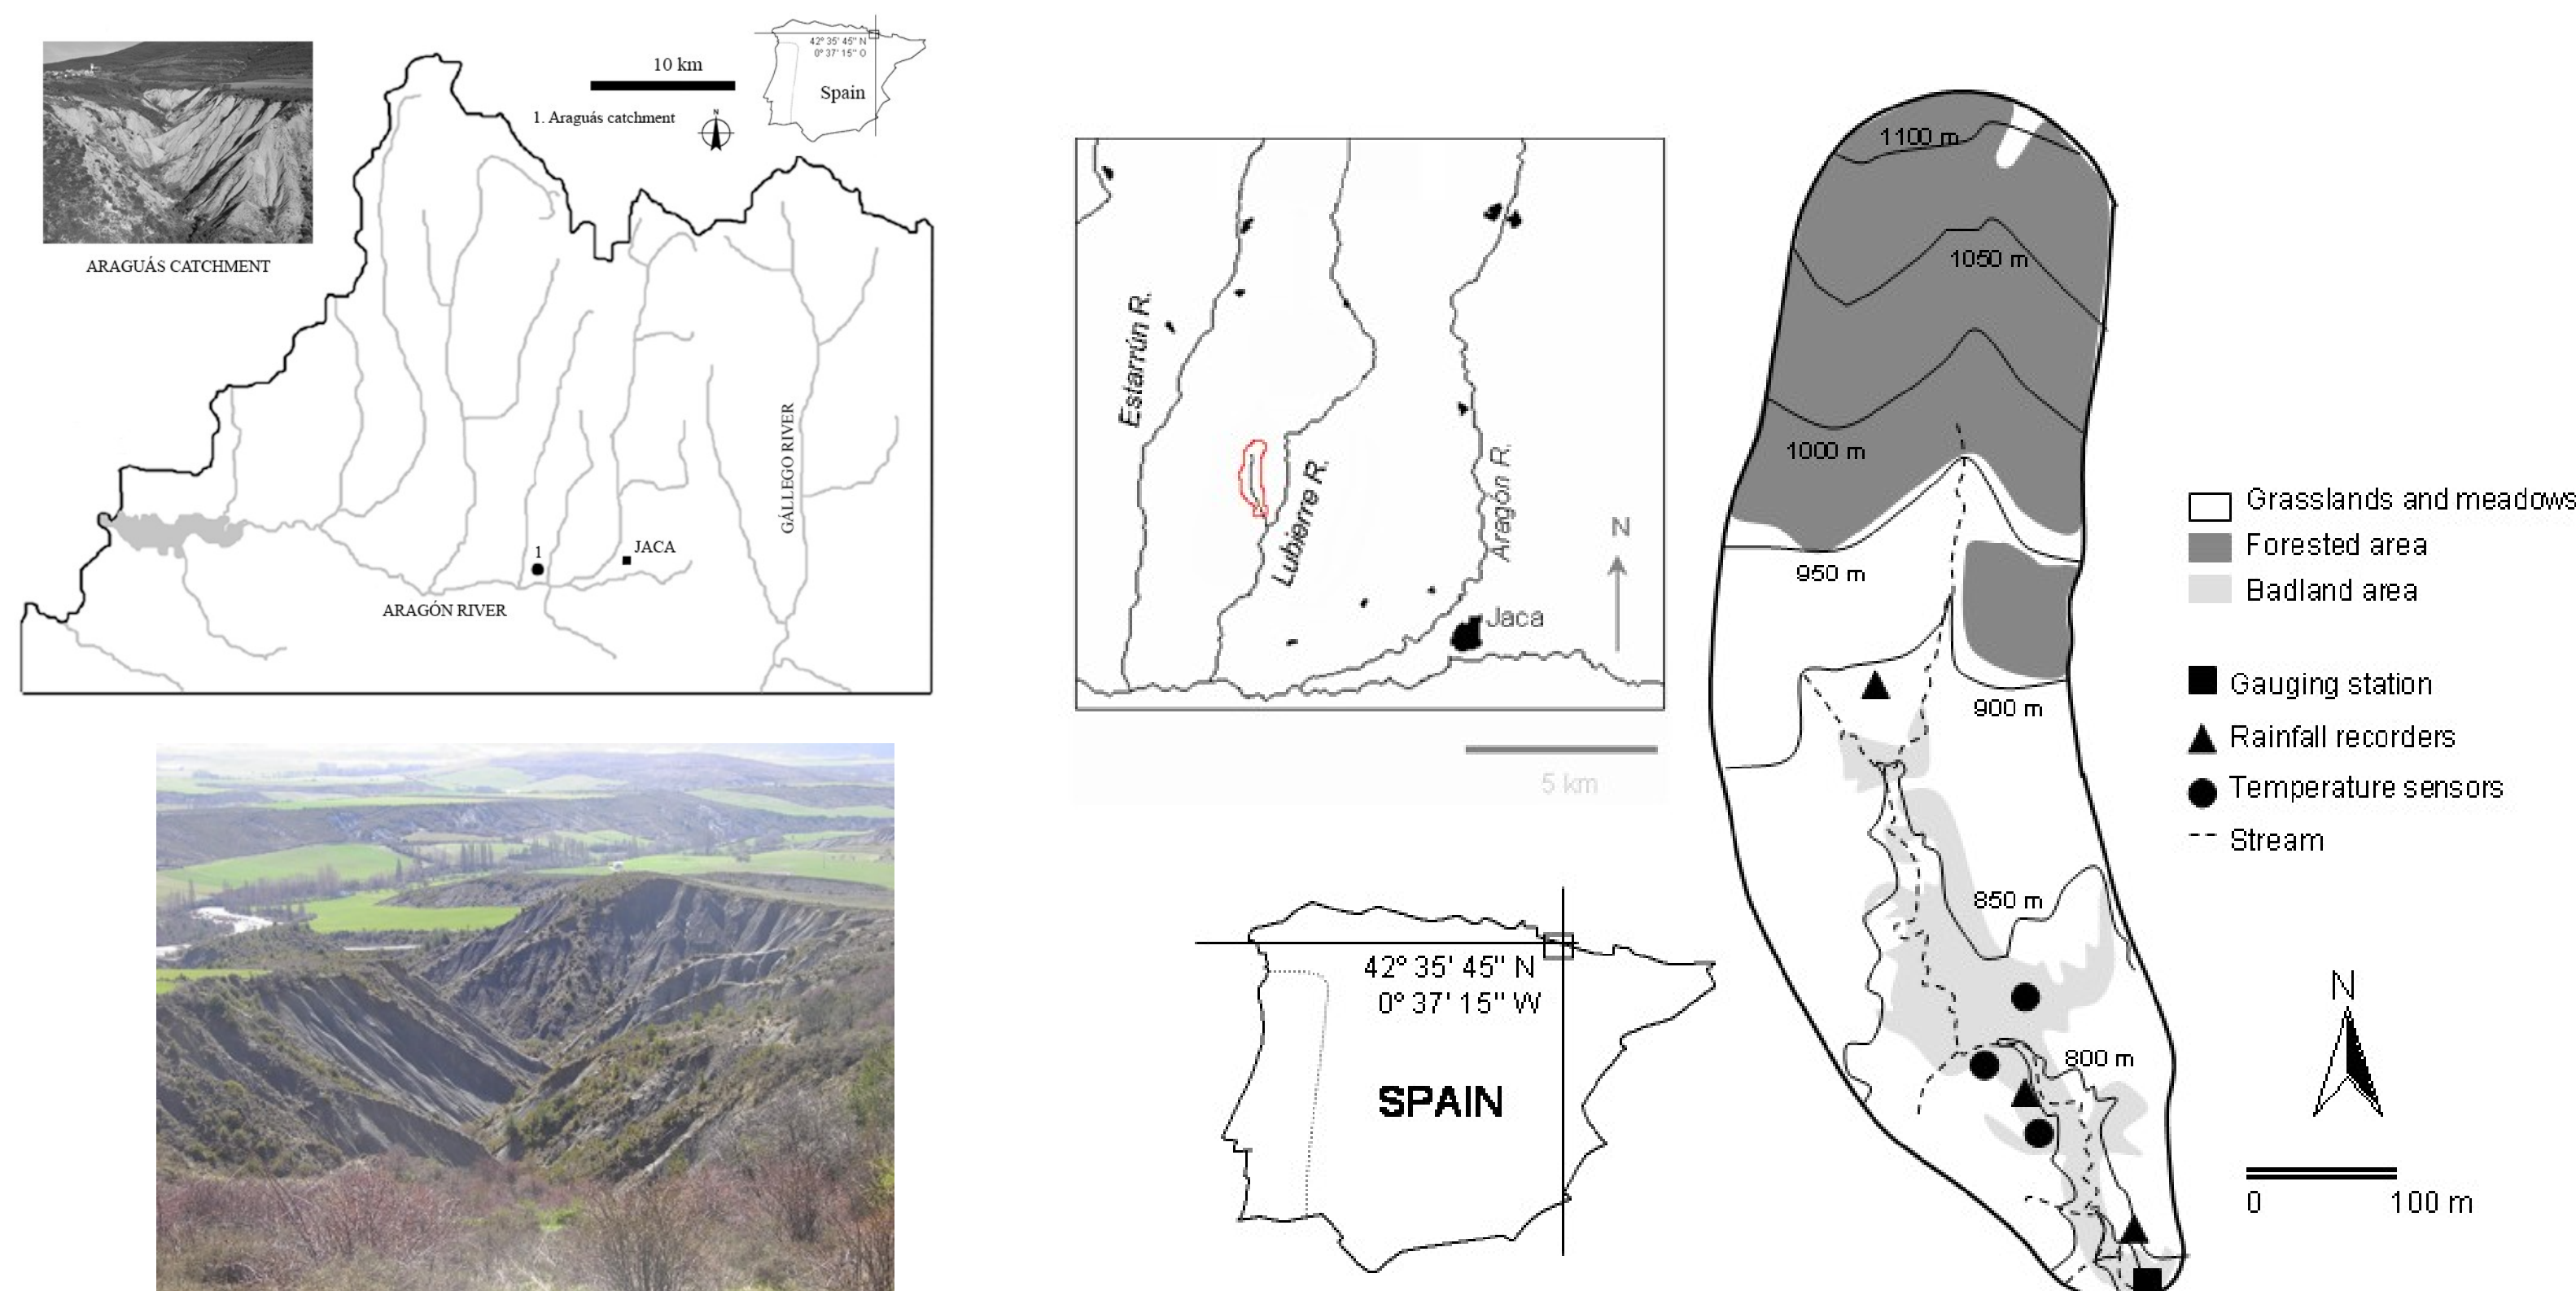 42° 35' 45" N
0° 37' 15" O
Spain
10 km
1. Araguás catchment
N
ARAGUÁS CATCHMENT
GÁLLEGO RIVER
1
JACA
ARAGÓN RIVER
Estarrún R.
Lubierre R.
Aragón R.
N
Jaca
5 km
42º 35' 45" N
0º 37' 15" W
SPAIN
1100 m
1050 m
1000 m
950 m
900 m
850 m
800 m
Grasslands and meadows
Forested area
Badland area
Gauging station
Rainfall recorders
Temperature sensors
Stream
N
0 100 m